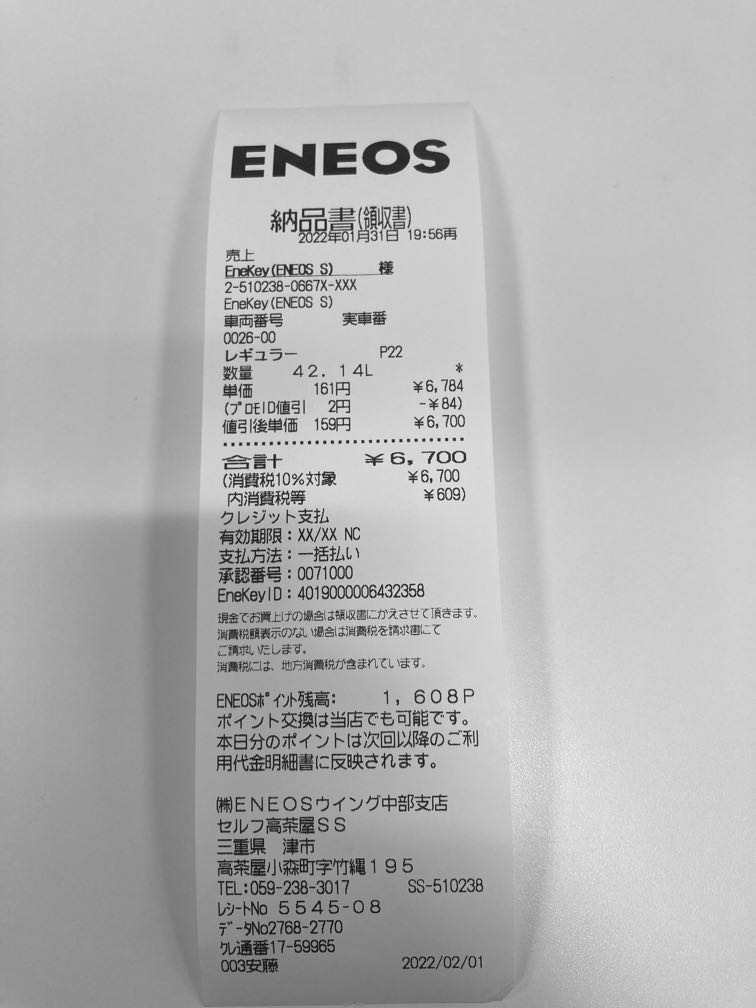 ENEOS
納品書(領収書)
2022年01月31日 19:56再
売上
EneKey(ENEOS S) 様
2-510238-0667X-XXX
EneKey(ENEOS S)
車両番号 実車番
0026-00
レギュラー P22
数量 42.14L *
単価 161円 ¥6,784
(プロモID値引 2円 -¥84)
値引後単価 159円 ¥6,700
合計 ¥6,700
(消費税10%対象 ¥6,700
内消費税等 ¥609)
クレジット支払
有効期限:XX/XX NC
支払方法:一括払い
承認番号:0071000
EneKeyID:4019000006432358
現金でお買上げの場合は領収書にかえさせて頂きます。
消費税額表示のない場合は消費税を請求書にて
ご請求いたします。
消費税には、地方消費税が含まれています。
ENEOSポイント残高: 1,608P
ポイント交換は当店でも可能です。
本日分のポイントは次回以降のご利
用代金明細書に反映されます。
㈱ENEOSウイング中部支店
セルフ高茶屋SS
三重県 津市
高茶屋小森町字竹縄195
TEL:059-238-3017 SS-510238
レシートNo 5545-08
データNo2768-2770
クレ通番17-59965
003安藤 2022/02/01